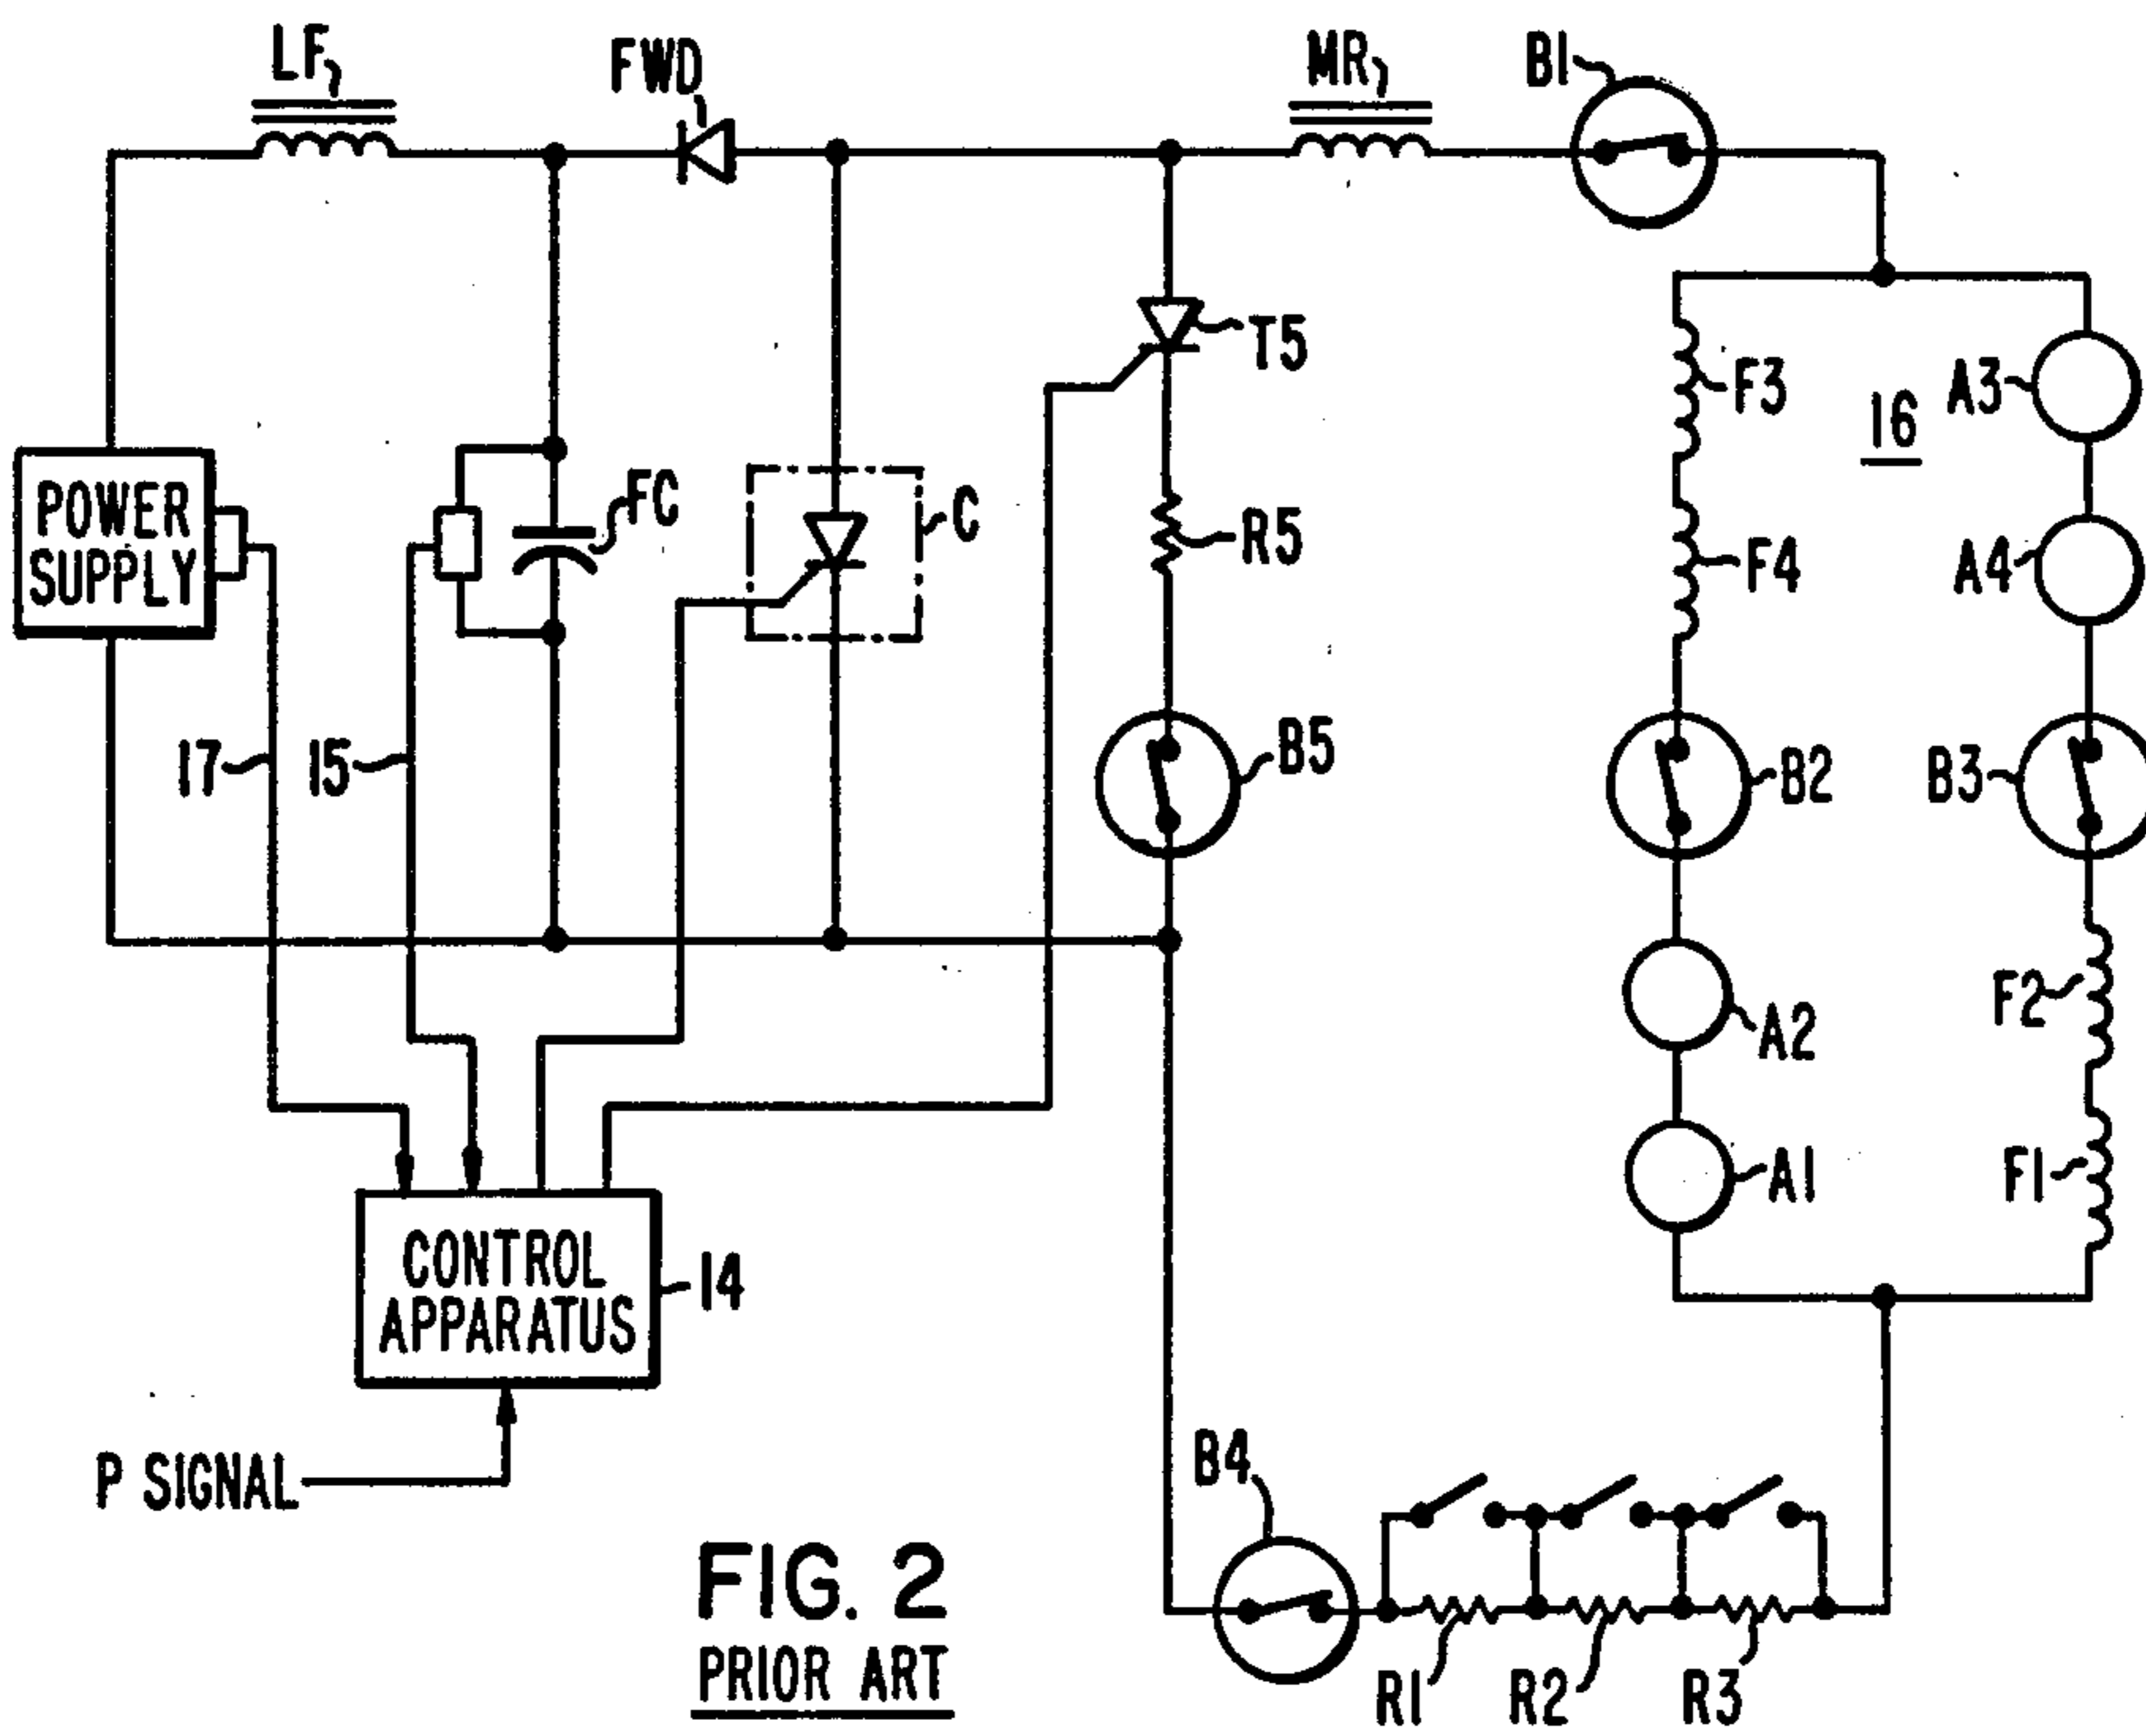 LF
FWD
MR
B1
T5
F3
16
A3
POWER
SUPPLY
FC
C
R5
F4
A4
17
15
B5
B2
B3
F2
A2
A1
F1
CONTROL
APPARATUS
14
P SIGNAL
B4
FIG. 2
PRIOR ART
R1
R2
R3